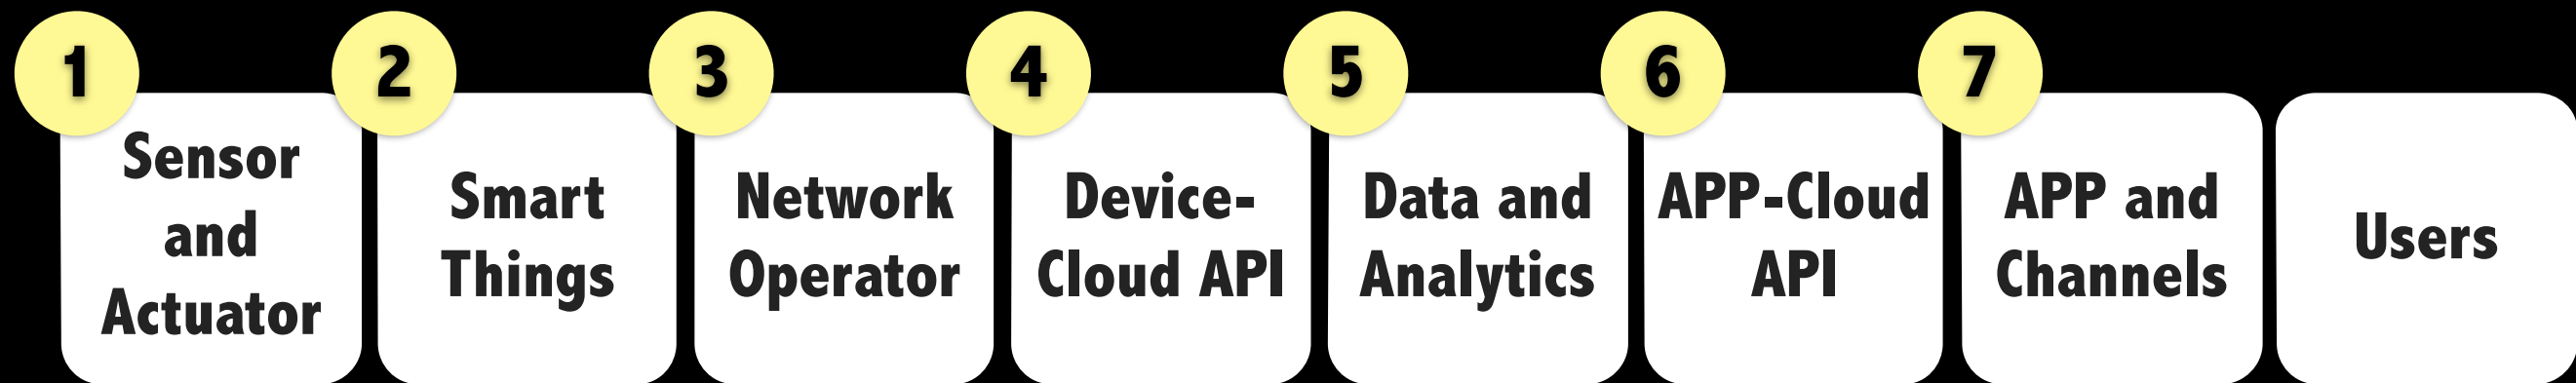 1
Sensor
and
Actuator
2
Smart
Things
3
Network
Operator
4
Device-
Cloud API
5
Data and
Analytics
6
APP-Cloud
API
7
APP and
Channels
Users